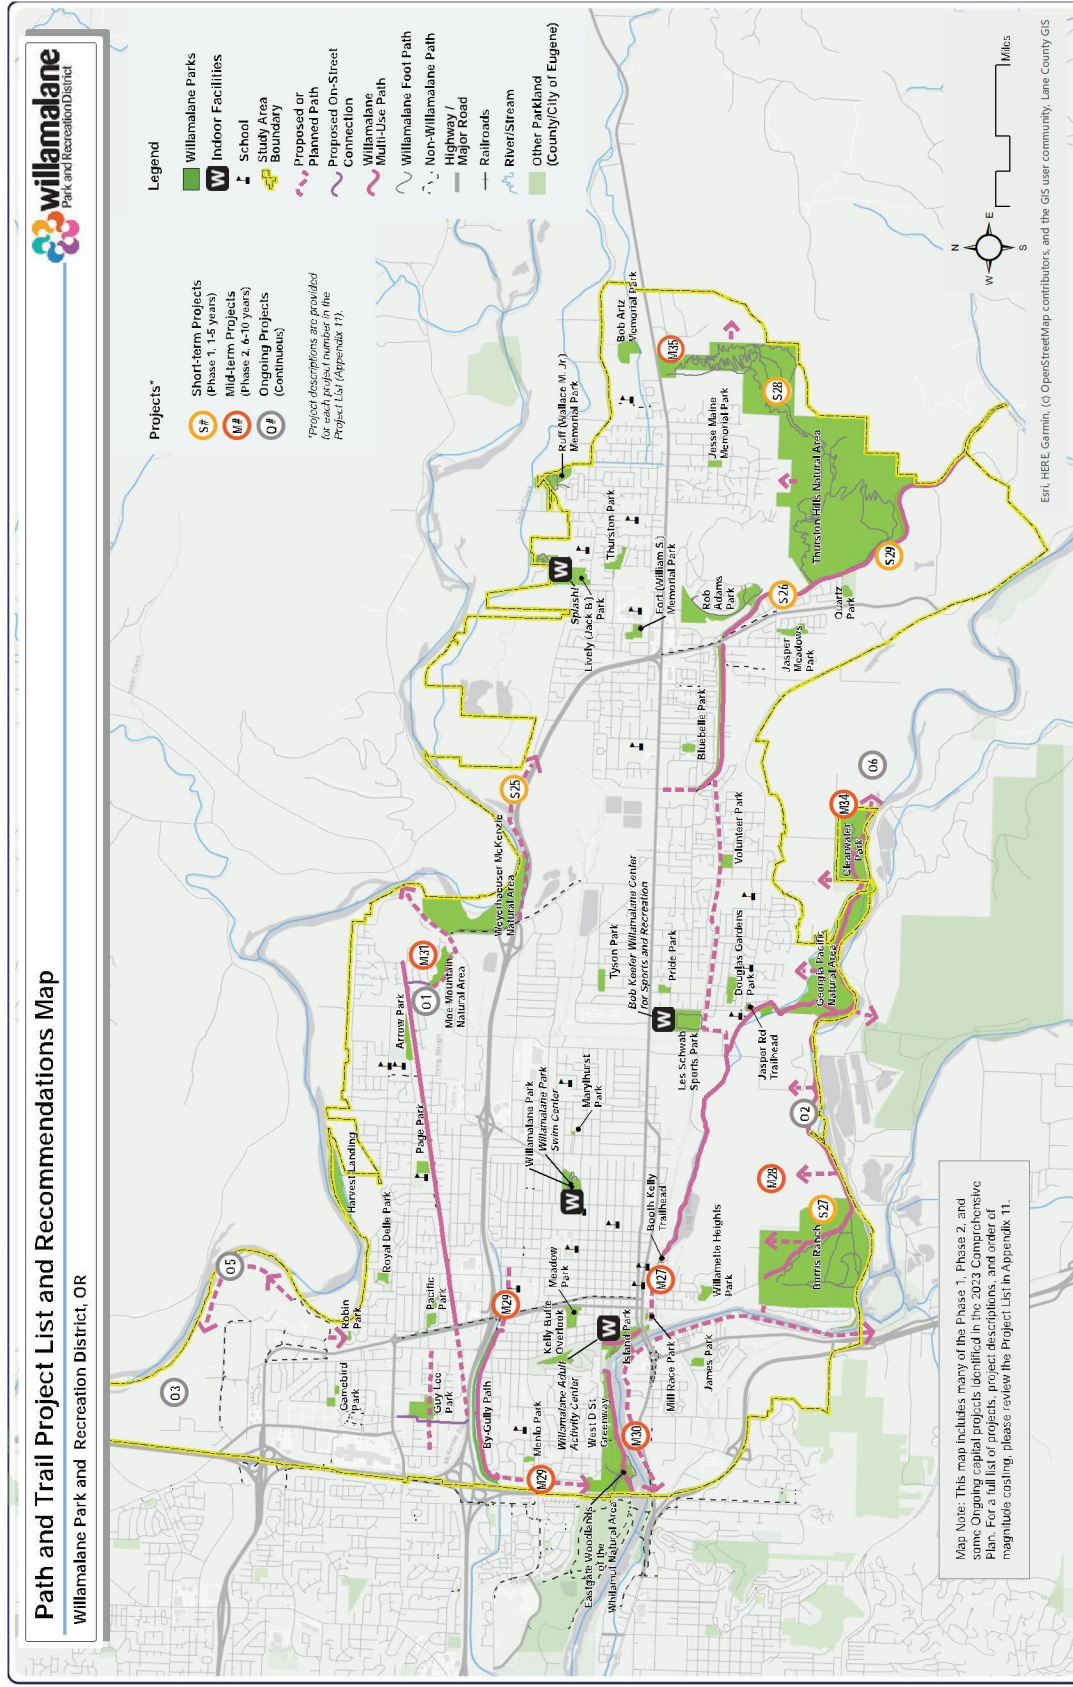 Path and Trail Project List and Recommendations Map
Willamalane Park and Recreation District, OR
willamalane
Park and Recreation District
Projects*
S#
Short-term Projects
(Phase 1, 1-5 years)
M#
Mid-term Projects
(Phase 2, 6-10 years)
O#
Ongoing Projects
(Continuous)
*Project descriptions are provided
for each project number in the
Project List (Appendix 11).
Legend
Willamalane Parks
W
Indoor Facilities
School
Study Area
Boundary
Proposed or
Planned Path
Proposed On-Street
Connection
Willamalane
Multi-Use Path
Willamalane Foot Path
Non-Willamalane Path
Highway /
Major Road
Railroads
River/Stream
Other Parkland
(County/City of Eugene)
O3
O5
Robin
Park
Gamebird
Park
Royal Delle Park
Harvest Landing
Pacific
Park
Guy Lee
Park
Page Park
Arrow Park
O1
M31
Moe Mountain
Natural Area
Weyerhaeuser McKenzie
Natural Area
S25
By-Gully Path
M29
M29
Menlo Park
Willamalane Adult
Activity Center
West D St
Greenway
Kelly Butte
Overlook
Meadow
Park
W
Island Park
Willamalane Park
Willamalane Park
Swim Center
W
Marylhurst
Park
Tyson Park
Bob Keefer Willamalane Center
for Sports and Recreation
W
Pride Park
Les Schwab
Sports Park
Douglas Gardens
Park
Volunteer Park
Bluebelle Park
Jasper Rd
Trailhead
Eastgate Woodlands
of the
Whilamut Natural Area
M30
Mill Race Park
James Park
M27
Booth Kelly
Trailhead
Willamette Heights
Park
M28
S27
Dorris Ranch
O2
Georgia Pacific
Natural Area
Clearwater
Park
M34
O6
W
Splash!
Lively (Jack B.)
Park
Thurston Park
Ruff (Wallace M. Jr.)
Memorial Park
Bob Artz
Memorial Park
Fort (William S.)
Memorial Park
Rob
Adams
Park
Jasper
Meadows
Park
Quartz
Park
S26
S29
Thurston Hills Natural Area
Jesse Maine
Memorial Park
S28
M35
Map Note: This map includes many of the Phase 1, Phase 2, and
some Ongoing capital projects identified in the 2023 Comprehensive
Plan. For a full list of projects, project descriptions, and order of
magnitude costing, please review the Project List in Appendix 11.
N
W
E
S
Miles
Esri, HERE, Garmin, (c) OpenStreetMap contributors, and the GIS user community, Lane County GIS